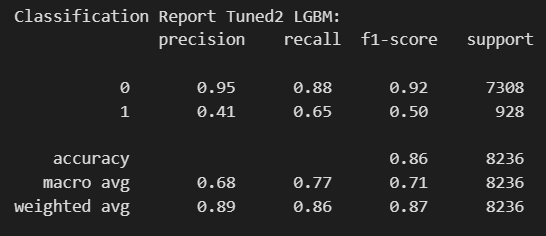 Classification Report Tuned2 LGBM:
precision recall f1-score support
0 0.95 0.88 0.92 7308
1 0.41 0.65 0.50 928
accuracy 0.86 8236
macro avg 0.68 0.77 0.71 8236
weighted avg 0.89 0.86 0.87 8236